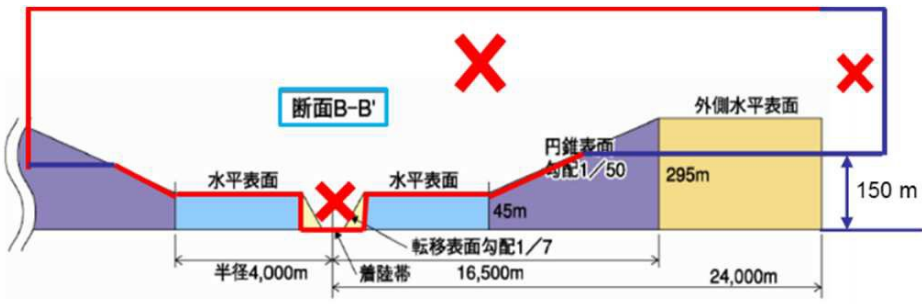 断面B-B'
外側水平表面
円錐表面
勾配1/50
水平表面
水平表面
295m
150 m
45m
転移表面勾配1/7
半径4,000m
着陸帯
16,500m
24,000m